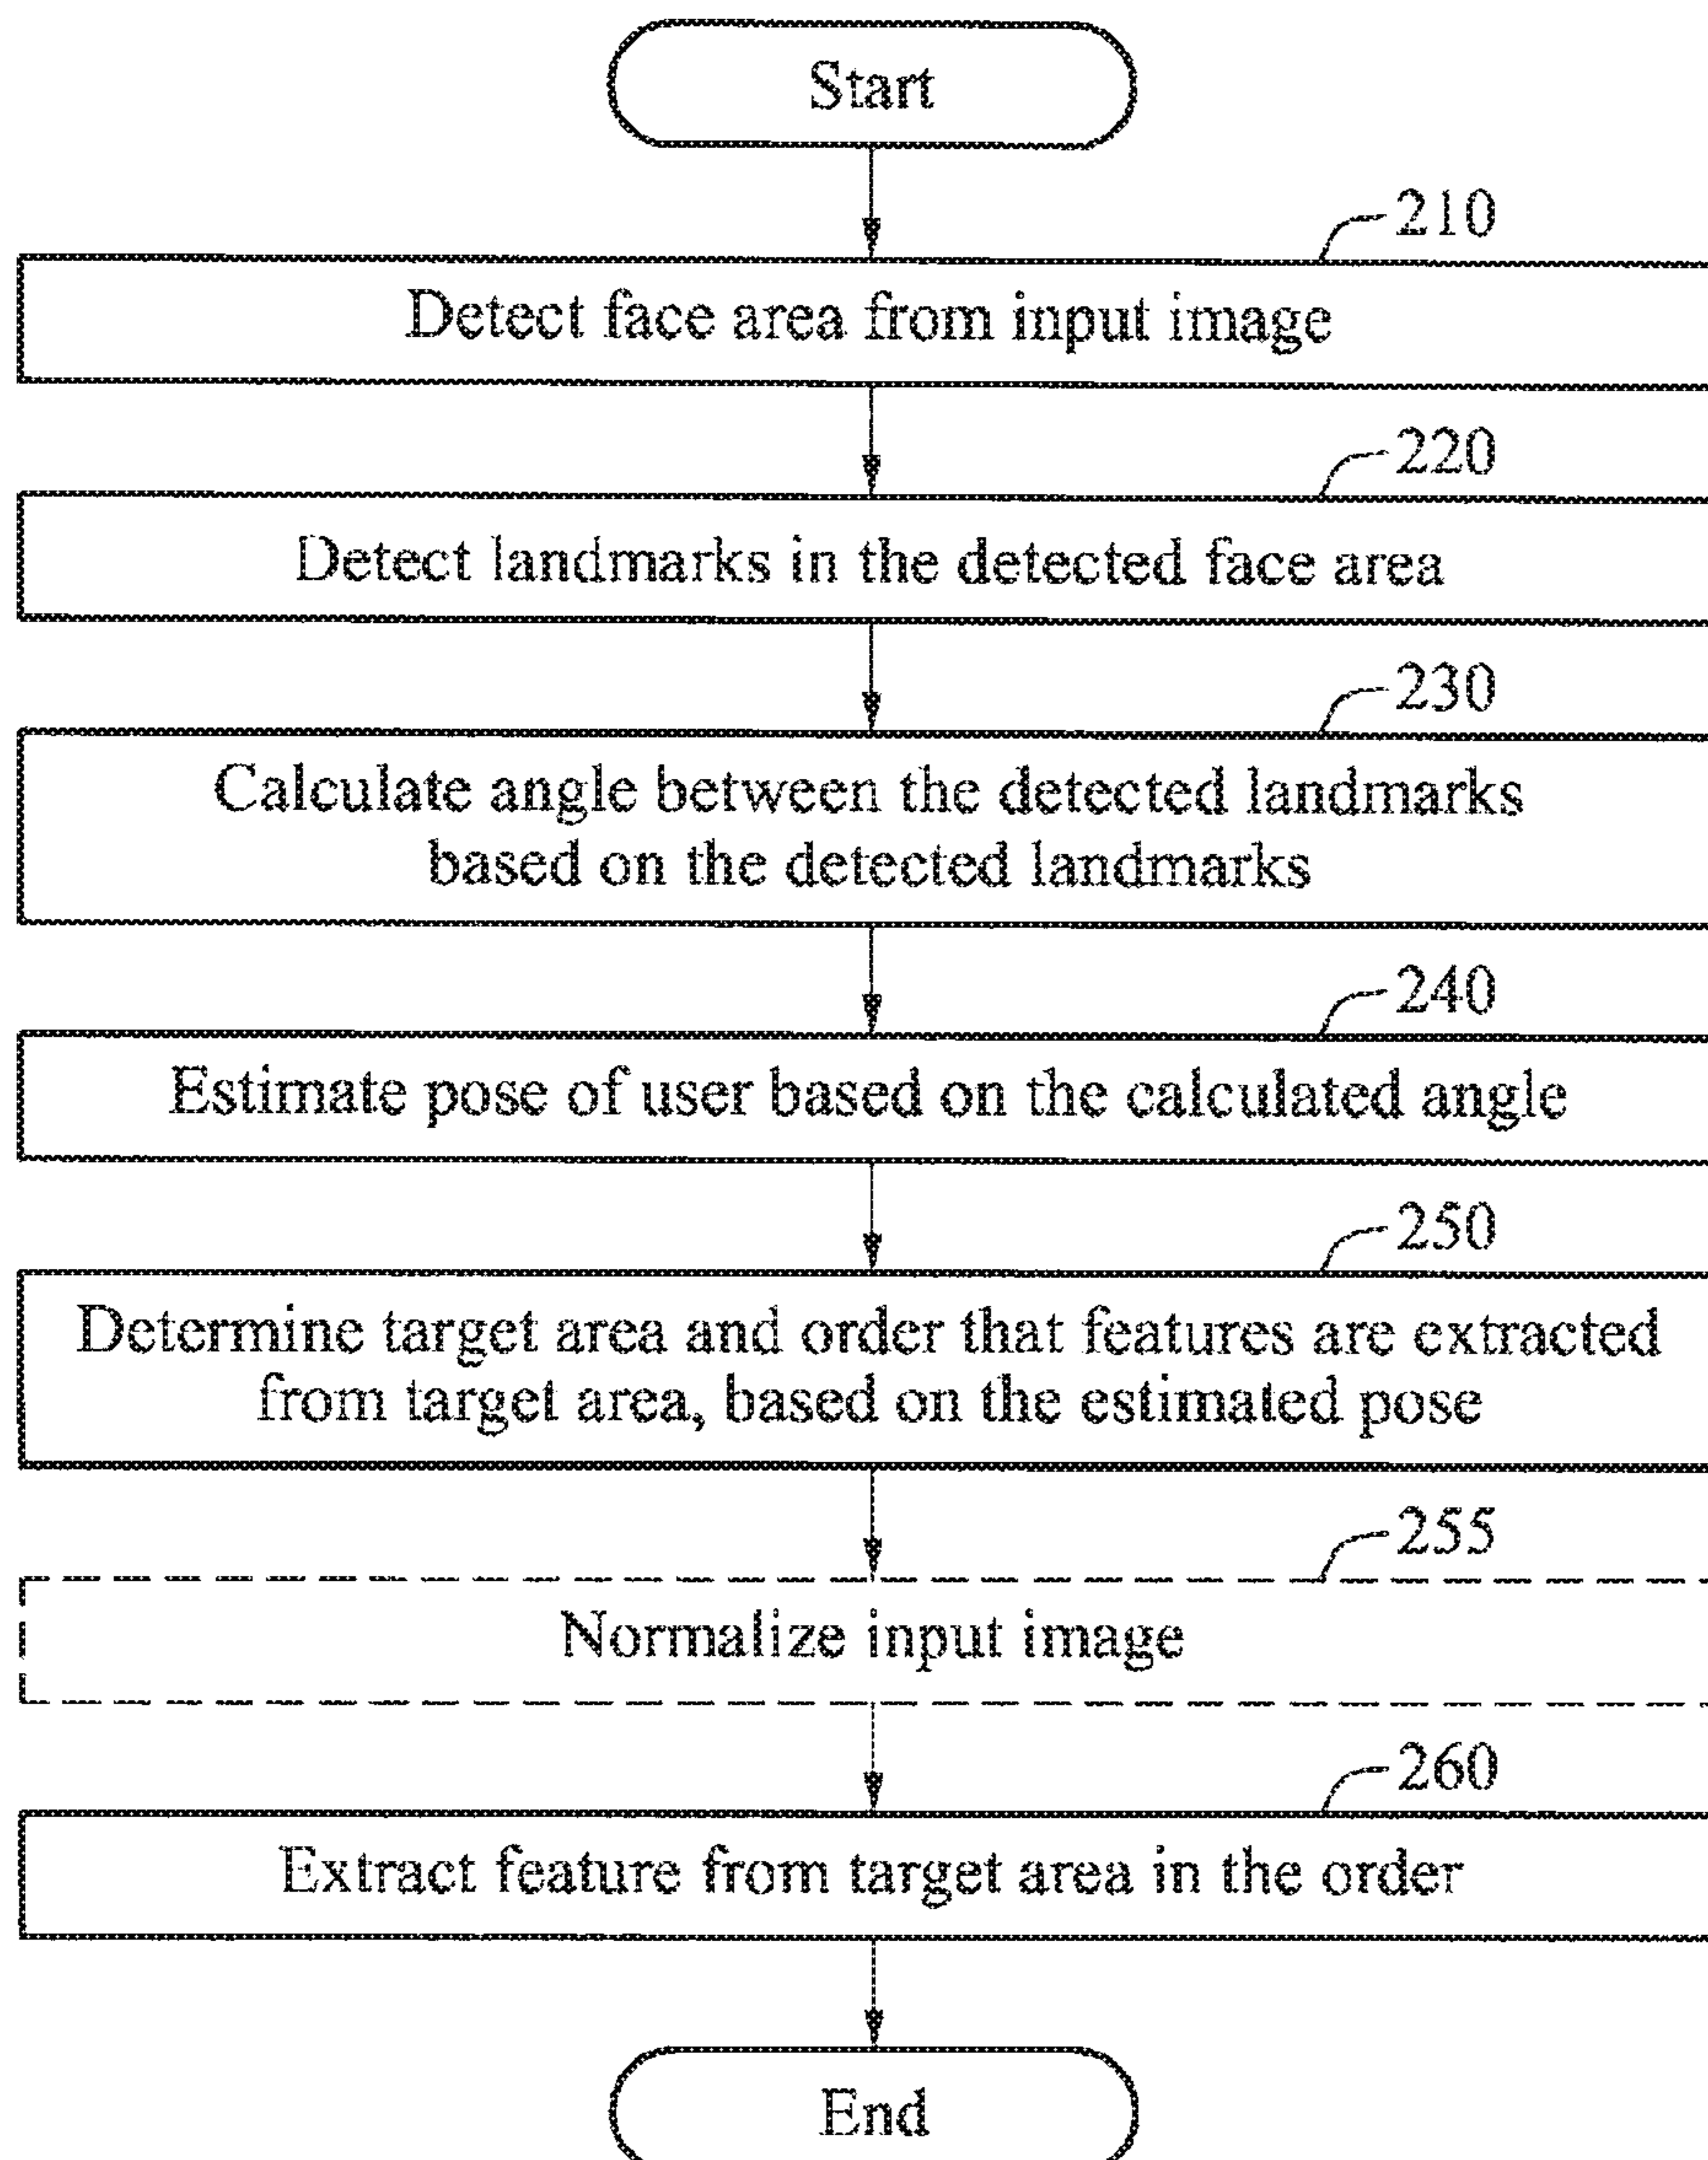 Start
210
Detect face area from input image
220
Detect landmarks in the detected face area
230
Calculate angle between the detected landmarks
based on the detected landmarks
240
Estimate pose of user based on the calculated angle
250
Determine target area and order that features are extracted
from target area, based on the estimated pose
255
Normalize input image
260
Extract feature from target area in the order
End